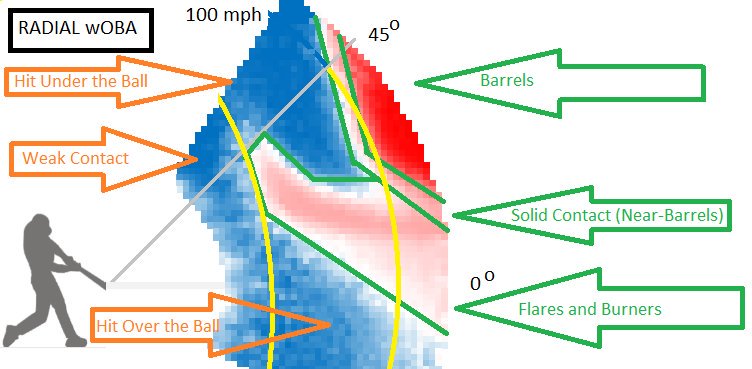 RADIAL wOBA
100 mph
45º
Hit Under the Ball
Barrels
Weak Contact
Solid Contact (Near-Barrels)
0 º
Flares and Burners
Hit Over the Ball